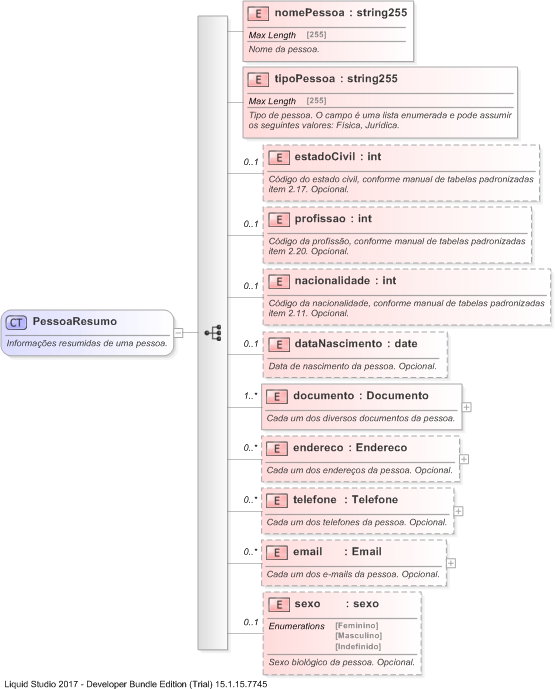 E nomePessoa : string255
Max Length [255]
Nome da pessoa.
E tipoPessoa : string255
Max Length [255]
Tipo de pessoa. O campo é uma lista enumerada e pode assumir
os seguintes valores: Física, Jurídica.
0..1 E estadoCivil : int
Código do estado civil, conforme manual de tabelas padronizadas
item 2.17. Opcional.
0..1 E profissao : int
Código da profissão, conforme manual de tabelas padronizadas
item 2.20. Opcional.
0..1 E nacionalidade : int
Código da nacionalidade, conforme manual de tabelas padronizadas
item 2.11. Opcional.
CT PessoaResumo
Informações resumidas de uma pessoa.
0..1 E dataNascimento : date
Data de nascimento da pessoa. Opcional.
1..* E documento : Documento
Cada um dos diversos documentos da pessoa.
0..* E endereco : Endereco
Cada um dos endereços da pessoa. Opcional.
0..* E telefone : Telefone
Cada um dos telefones da pessoa. Opcional.
0..* E email : Email
Cada um dos e-mails da pessoa. Opcional.
0..1 E sexo : sexo
Enumerations [Feminino]
[Masculino]
[Indefinido]
Sexo biológico da pessoa. Opcional.
Liquid Studio 2017 - Developer Bundle Edition (Trial) 15.1.15.7745